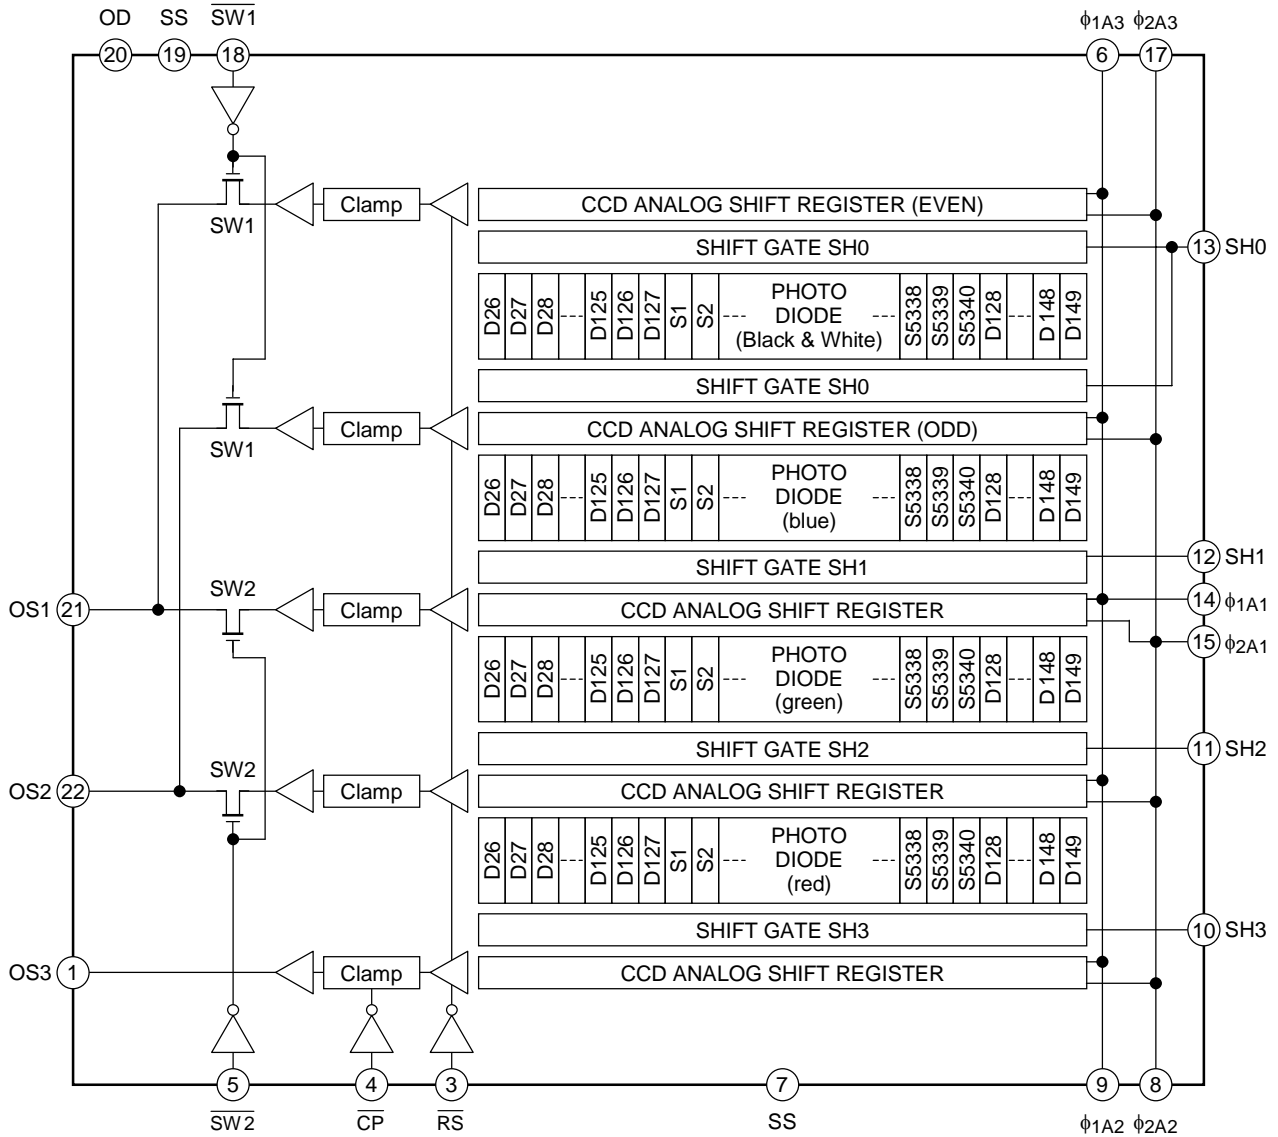 OD SS SW1 ϕ1A3 ϕ2A3
20 19 18 6 17
SW1 Clamp CCD ANALOG SHIFT REGISTER (EVEN)
SHIFT GATE SH0 13 SH0
D26 D27 D28 --- D125 D126 D127 S1 S2 --- PHOTO DIODE (Black & White) --- S5338 S5339 S5340 D128 --- D148 D149
SHIFT GATE SH0
SW1 Clamp CCD ANALOG SHIFT REGISTER (ODD)
D26 D27 D28 --- D125 D126 D127 S1 S2 --- PHOTO DIODE (blue) --- S5338 S5339 S5340 D128 --- D148 D149
SHIFT GATE SH1 12 SH1
OS1 21 SW2 Clamp CCD ANALOG SHIFT REGISTER 14 ϕ1A1
15 ϕ2A1
D26 D27 D28 --- D125 D126 D127 S1 S2 --- PHOTO DIODE (green) --- S5338 S5339 S5340 D128 --- D148 D149
SHIFT GATE SH2 11 SH2
OS2 22 SW2 Clamp CCD ANALOG SHIFT REGISTER
D26 D27 D28 --- D125 D126 D127 S1 S2 --- PHOTO DIODE (red) --- S5338 S5339 S5340 D128 --- D148 D149
SHIFT GATE SH3 10 SH3
OS3 1 Clamp CCD ANALOG SHIFT REGISTER
5 4 3 7 9 8
SW2 CP RS SS ϕ1A2 ϕ2A2